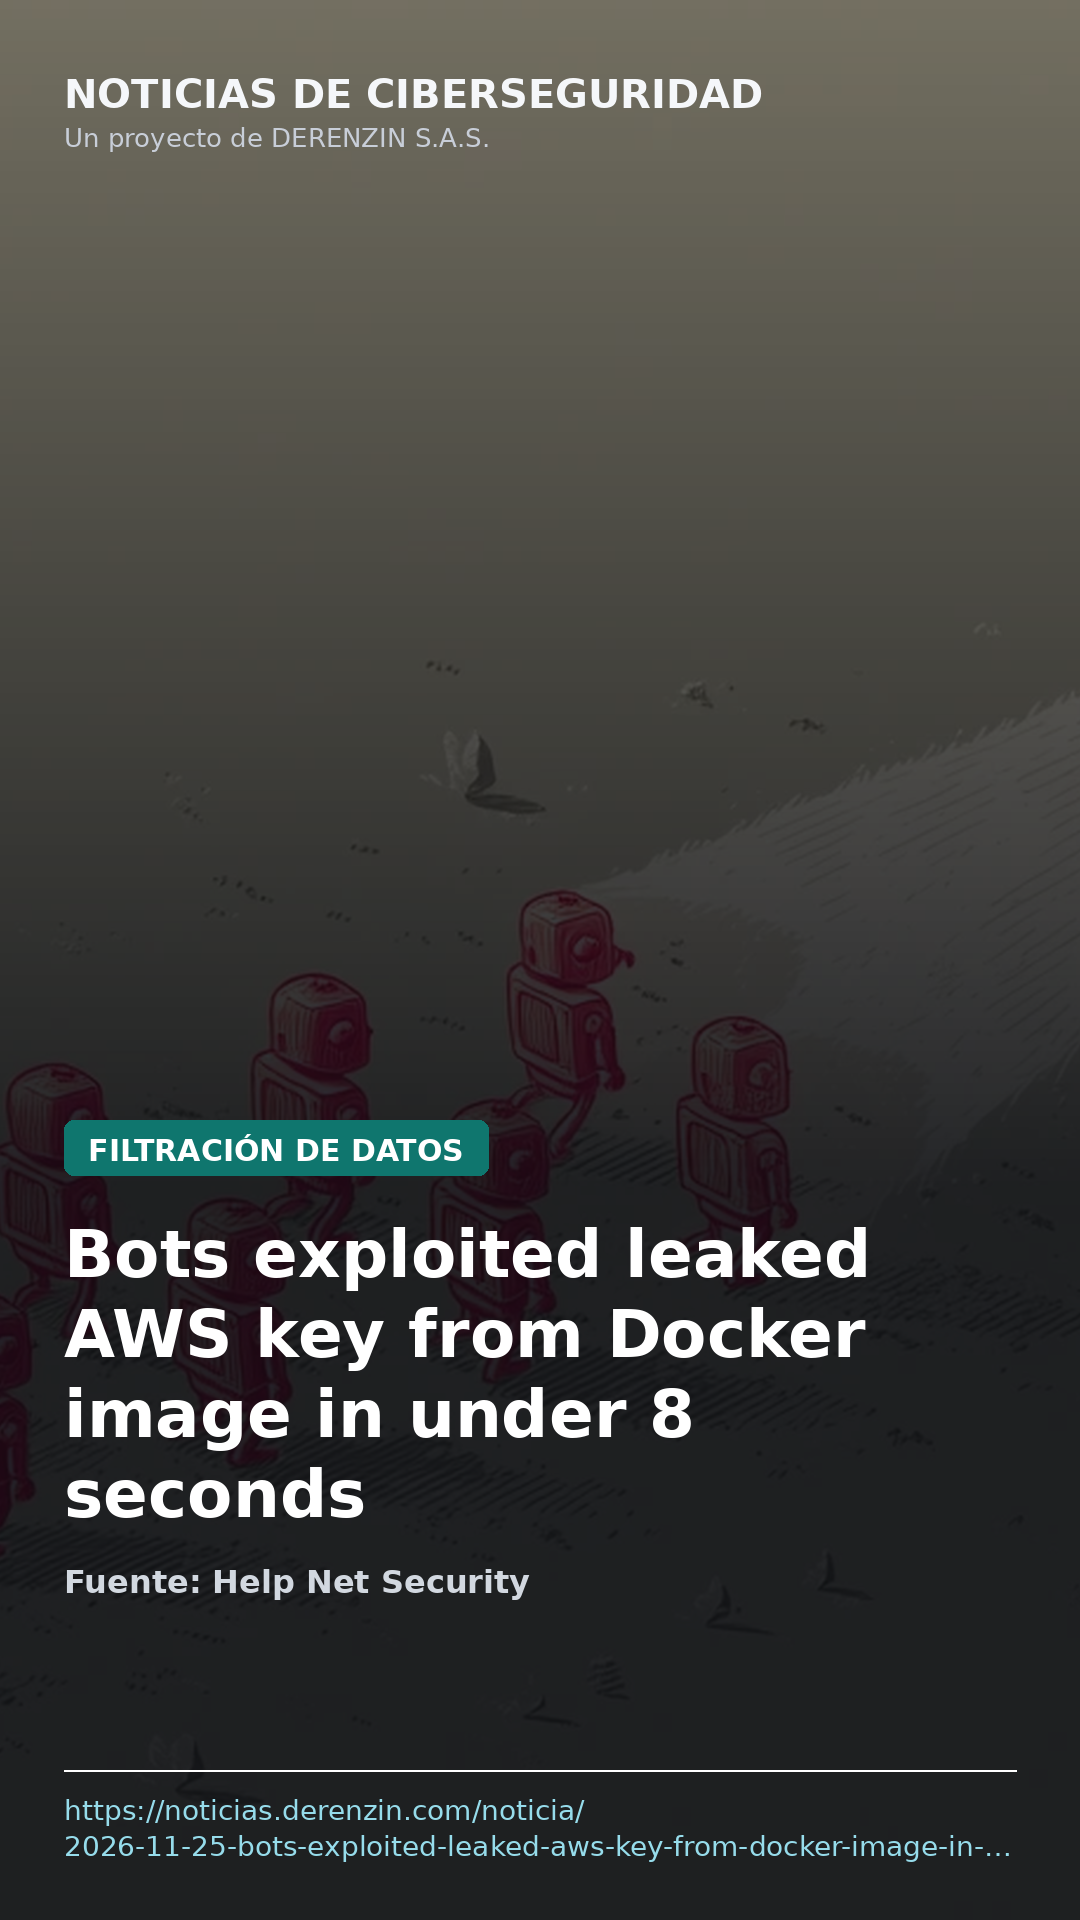 NOTICIAS DE CIBERSEGURIDAD
Un proyecto de DERENZIN S.A.S.
FILTRACIÓN DE DATOS
Bots exploited leaked
AWS key from Docker
image in under 8
seconds
Fuente: Help Net Security
https://noticias.derenzin.com/noticia/
2026-11-25-bots-exploited-leaked-aws-key-from-docker-image-in-…